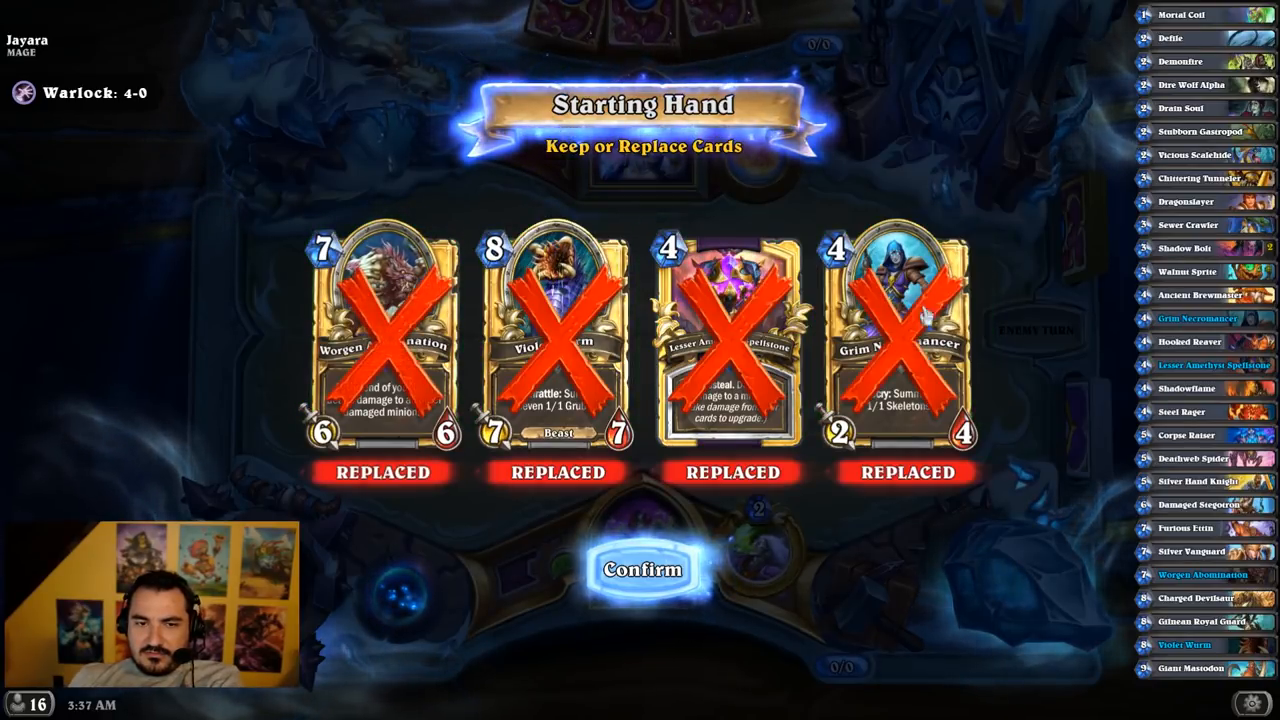 Jayara
MAGE
Warlock: 4-0
0/0
Starting Hand
Keep or Replace Cards
7
8
4
4
Grim
Lesser
Beast
6
6
7
7
2
4
REPLACED
REPLACED
REPLACED
REPLACED
ENEMY TURN
2
Confirm
0/0
16
3:37 AM
1 Mortal Coil
2 Defile
2 Demonfire
2 Dire Wolf Alpha
2 Drain Soul
2 Stubborn Gastropod
2 Vicious Scalehide
3 Chittering Tunneler
3 Dragonslayer
3 Sewer Crawler
3 Shadow Bolt 2
3 Walnut Sprite
4 Ancient Brewmaster
4 Grim Necromancer
4 Hooked Reaver
4 Lesser Amethyst Spellstone
4 Shadowflame
4 Steel Rager
5 Corpse Raiser
5 Deathweb Spider
5 Silver Hand Knight
6 Damaged Stegotron
7 Furious Ettin
7 Silver Vanguard
7 Worgen Abomination
8 Charged Devilsaur
8 Gilnean Royal Guard
8 Violet Wurm
9 Giant Mastodon